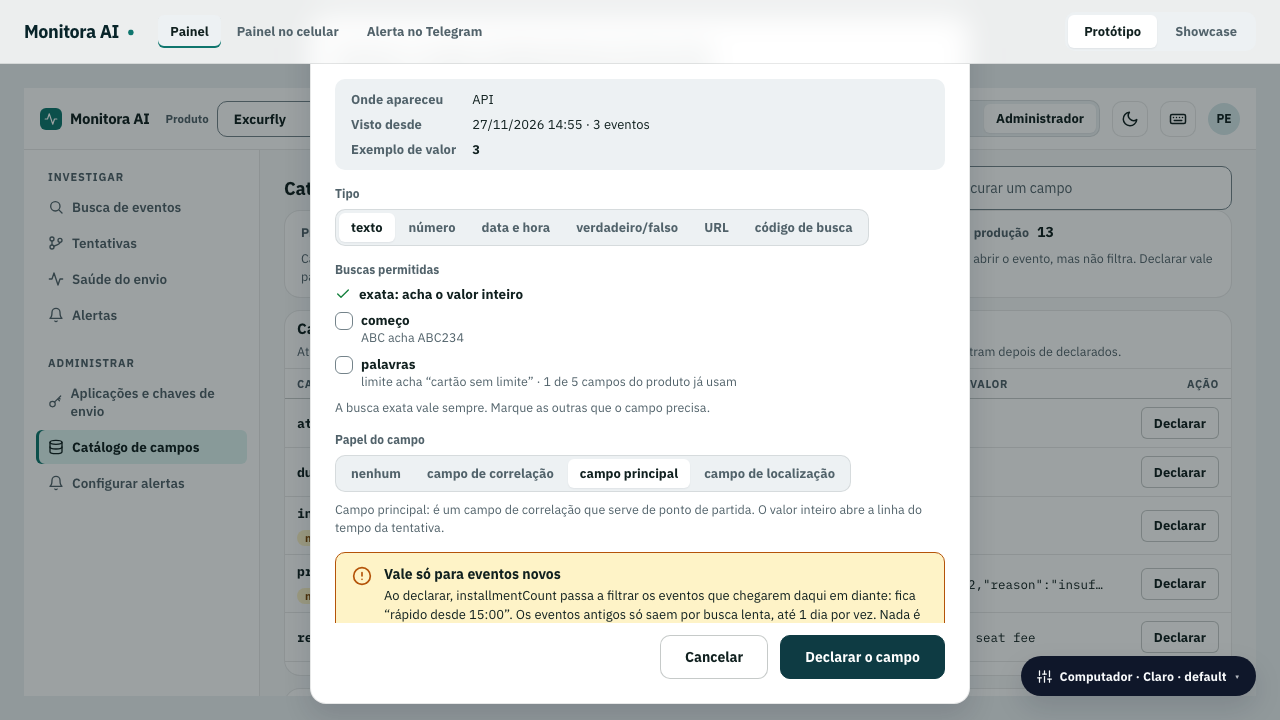 Monitora AI
Painel
Painel no celular
Alerta no Telegram
Protótipo
Showcase
Monitora AI
Produto
Excurfly
Administrador
PE
INVESTIGAR
Busca de eventos
Tentativas
Saúde do envio
Alertas
ADMINISTRAR
Aplicações e chaves de
envio
Catálogo de campos
Configurar alertas
Onde apareceu API
Visto desde 27/11/2026 14:55 · 3 eventos
Exemplo de valor 3
Tipo
texto número data e hora verdadeiro/falso URL código de busca
Buscas permitidas
exata: acha o valor inteiro
começo
ABC acha ABC234
palavras
limite acha “cartão sem limite” · 1 de 5 campos do produto já usam
A busca exata vale sempre. Marque as outras que o campo precisa.
Papel do campo
nenhum campo de correlação campo principal campo de localização
Campo principal: é um campo de correlação que serve de ponto de partida. O valor inteiro abre a linha do
tempo da tentativa.
Vale só para eventos novos
Ao declarar, installmentCount passa a filtrar os eventos que chegarem daqui em diante: fica
“rápido desde 15:00”. Os eventos antigos só saem por busca lenta, até 1 dia por vez. Nada é
Cancelar
Declarar o campo
um campo
produção 13
abrir o evento, mas não filtra. Declarar vale
depois de declarados.
VALOR
AÇÃO
Declarar
Declarar
Declarar
2,"reason":"insuf…
Declarar
seat fee
Declarar
Computador · Claro · default